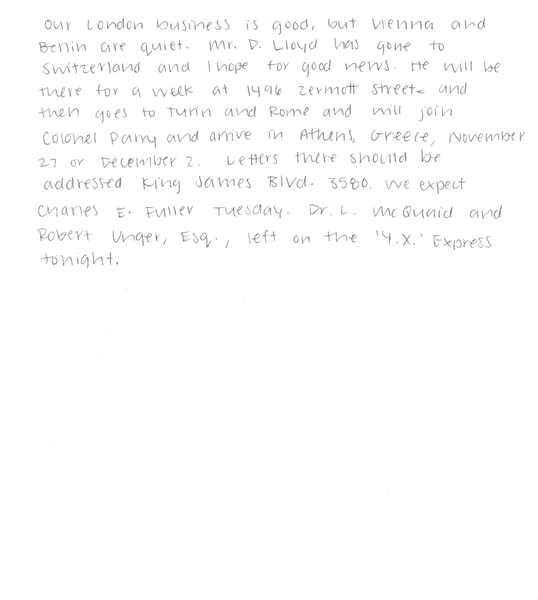 Our London business is good, but Vienna and
Benin are quiet. Mr. D. Lloyd has gone to
Switzerland and I hope for good news. He will be
there for a week at 1496 Zermott Street and
then goes to Turin and Rome and will join
Colonel Parry and arrive in Athens, Greece, November
27 or December 2. Letters there should be
addressed King James Blvd. 3580. We expect
Charles E. Fuller Tuesday. Dr. L. McQuaid and
Robert Unger, Esq., left on the 'Y.X.' Express
tonight.